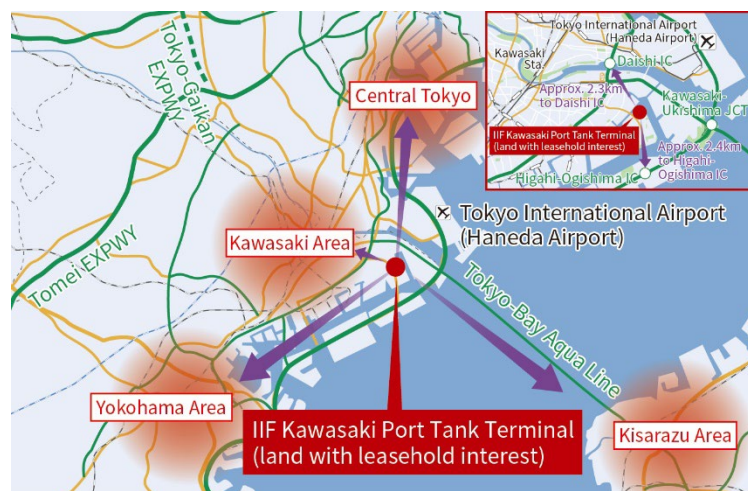 Tokyo-Gaikan
EXPWY
Central Tokyo
Tokyo International Airport
(Haneda Airport)
Kawasaki
Sta.
Daishi IC
Approx. 2.3km
to Daishi IC
Kawasaki-
Ukishima JCT
IIF Kawasaki Port Tank Terminal
(land with leasehold interest)
Approx. 2.4km
to Higahi-
Ogishima IC
Higahi-Ogishima IC
Tokyo International Airport
(Haneda Airport)
Kawasaki Area
Tomei EXPWY
Tokyo-Bay Aqua Line
Yokohama Area
IIF Kawasaki Port Tank Terminal
(land with leasehold interest)
Kisarazu Area